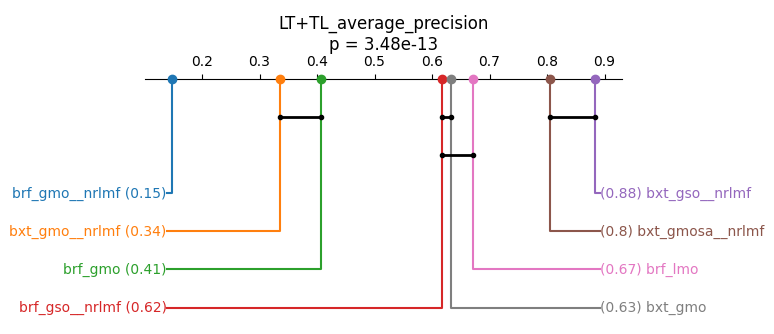 LT+TL_average_precision
p = 3.48e-13
0.2 0.3 0.4 0.5 0.6 0.7 0.8 0.9
brf_gmo__nrlmf (0.15) (0.88) bxt_gso__nrlmf
bxt_gmo__nrlmf (0.34) (0.8) bxt_gmosa__nrlmf
brf_gmo (0.41) (0.67) brf_lmo
brf_gso__nrlmf (0.62) (0.63) bxt_gmo